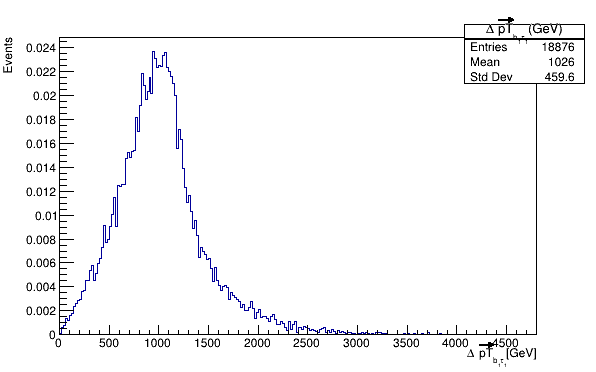 Δ pT b₁τ₁ (GeV)
Entries 18876
Mean 1026
Std Dev 459.6
Events
0.024
0.022
0.02
0.018
0.016
0.014
0.012
0.01
0.008
0.006
0.004
0.002
0
0 500 1000 1500 2000 2500 3000 3500 4000 4500
Δ pT b₁τ₁ [GeV]